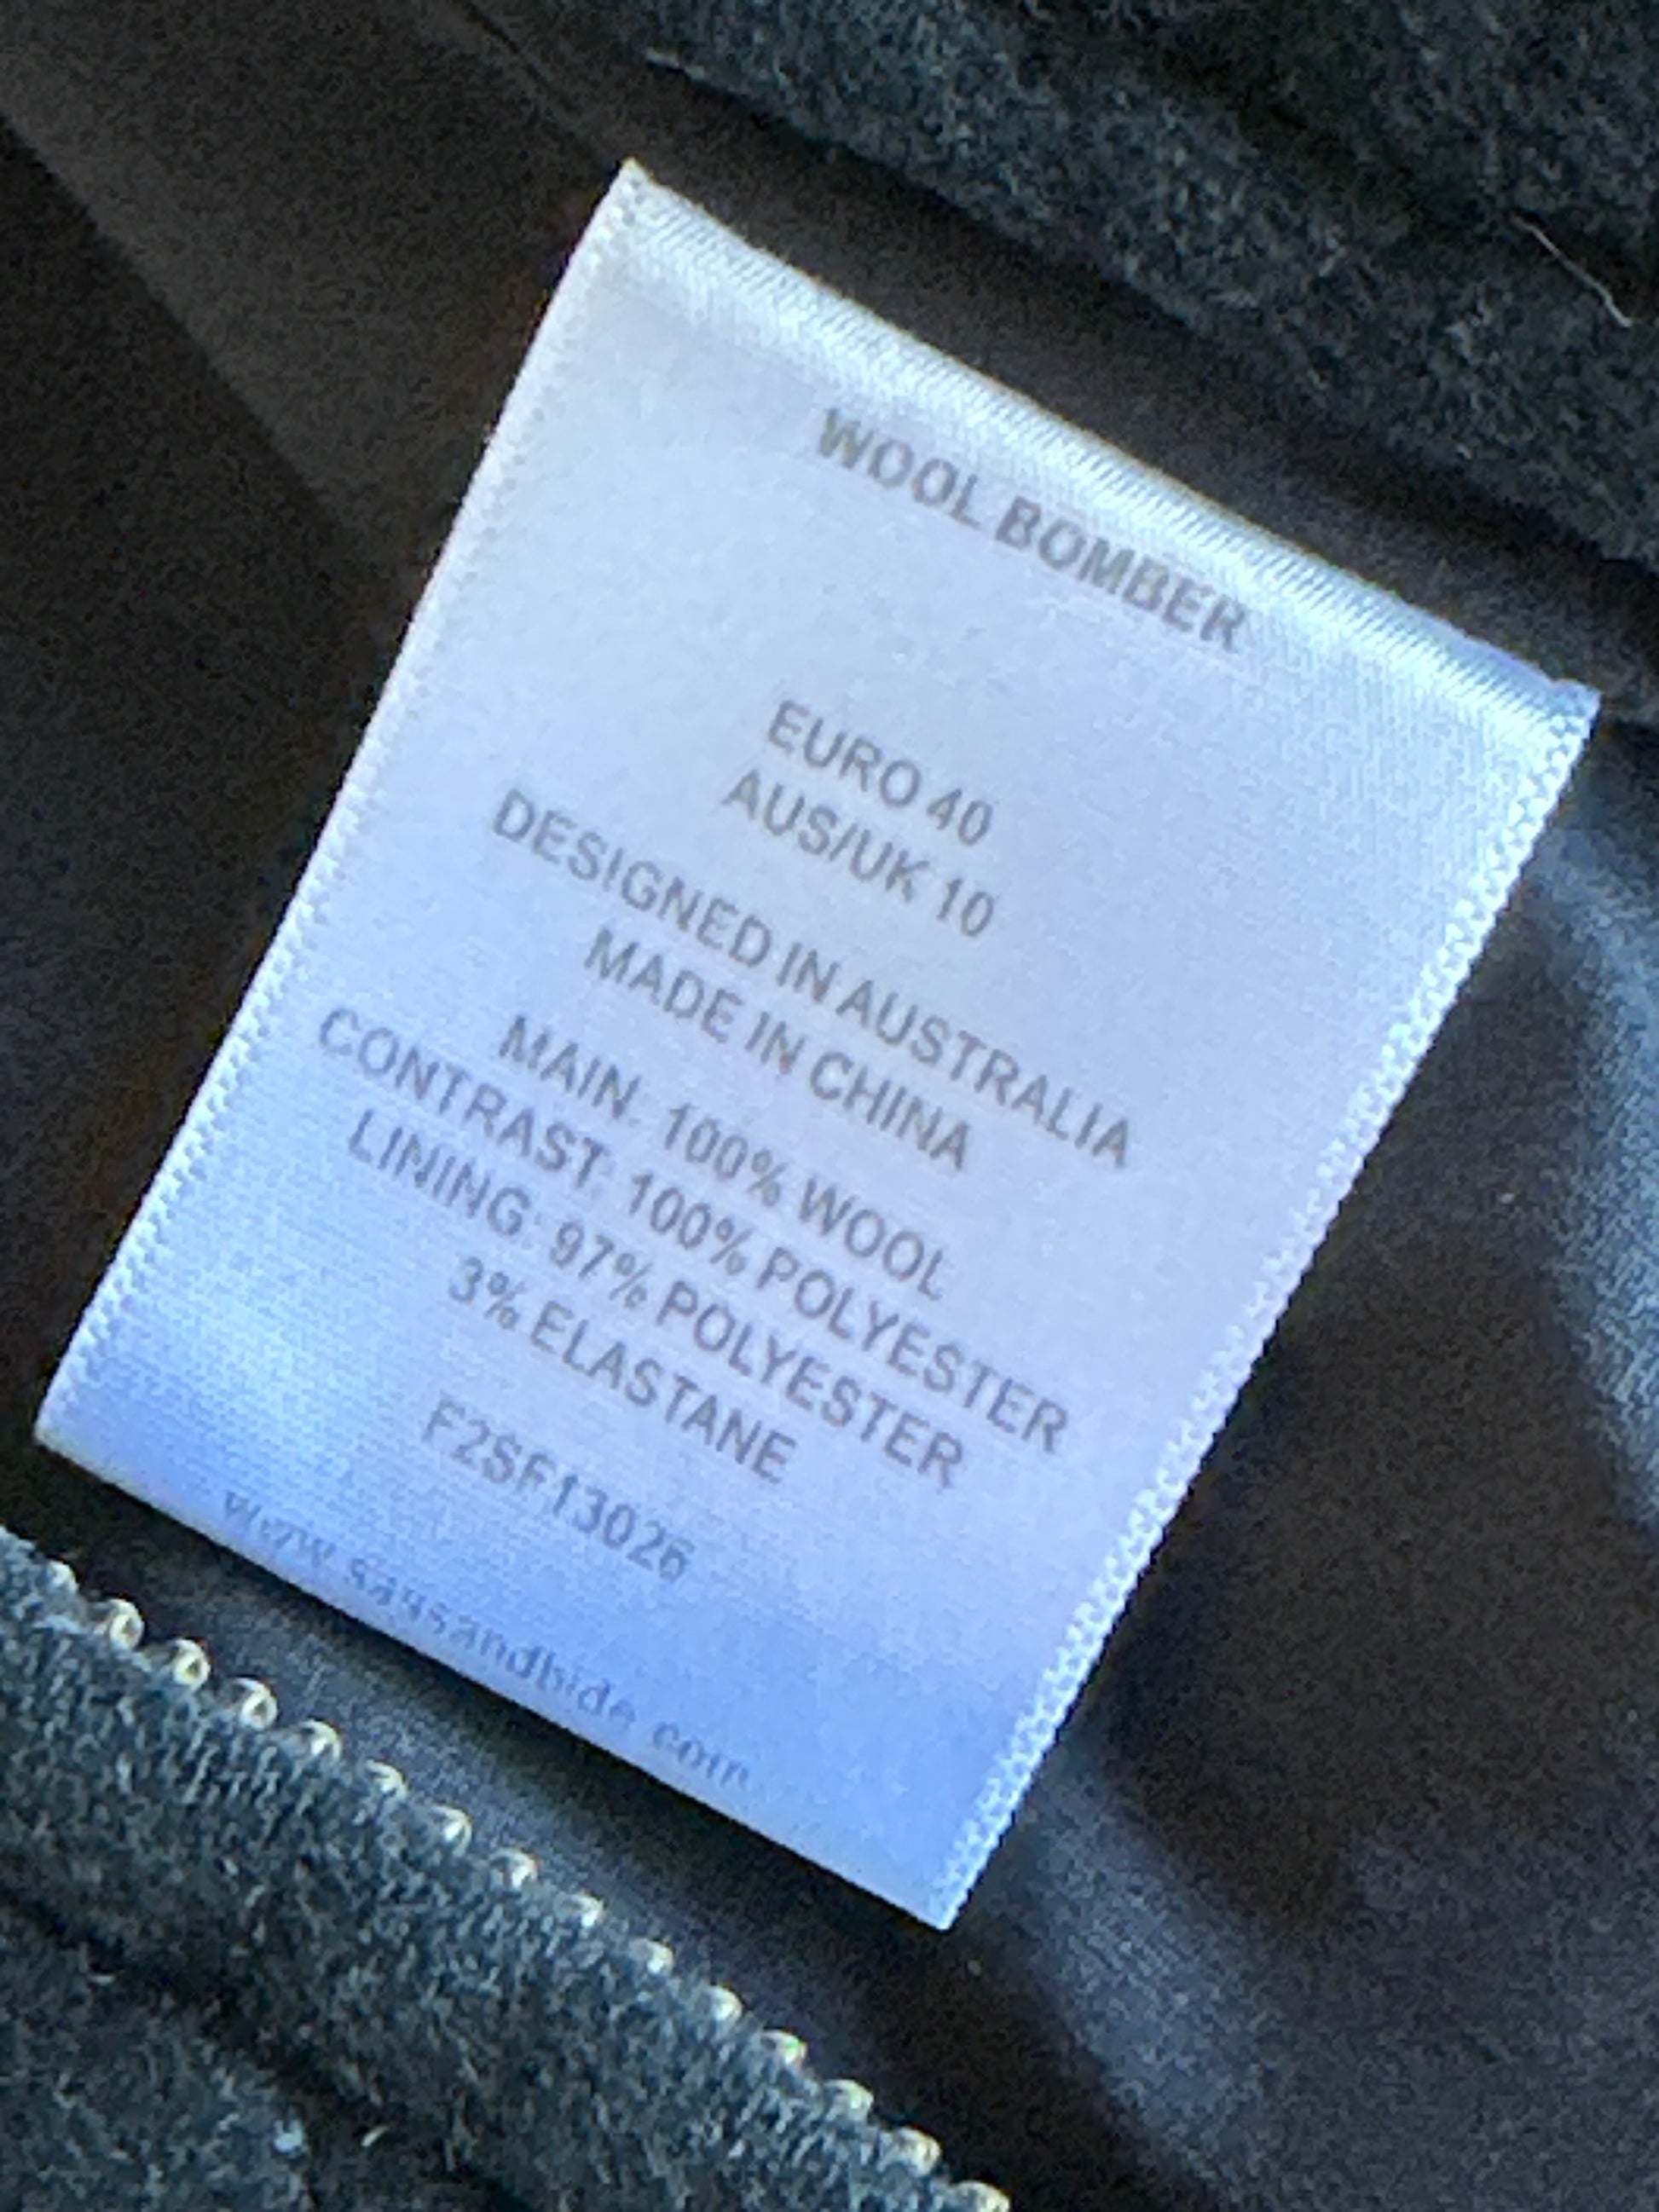 WOOL BOMBER
EURO 40
AUS/UK 10
DESIGNED IN AUSTRALIA
MADE IN CHINA
MAIN: 100% WOOL
CONTRAST: 100% POLYESTER
LINING: 97% POLYESTER
3% ELASTANE
F2SF13026
www.sassandbide.com